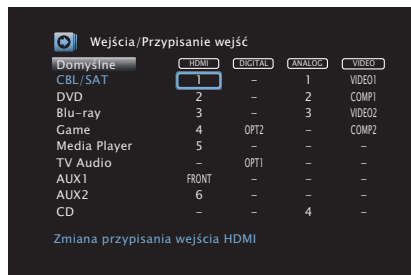 Wejścia/Przypisanie wejść
Domyślne HDMI DIGITAL ANALOG VIDEO
CBL/SAT 1 – 1 VIDEO1
DVD 2 – 2 COMP1
Blu-ray 3 – 3 VIDEO2
Game 4 OPT2 – COMP2
Media Player 5 – – –
TV Audio – OPT1 – –
AUX1 FRONT – – –
AUX2 6 – – –
CD – – 4 –
Zmiana przypisania wejścia HDMI